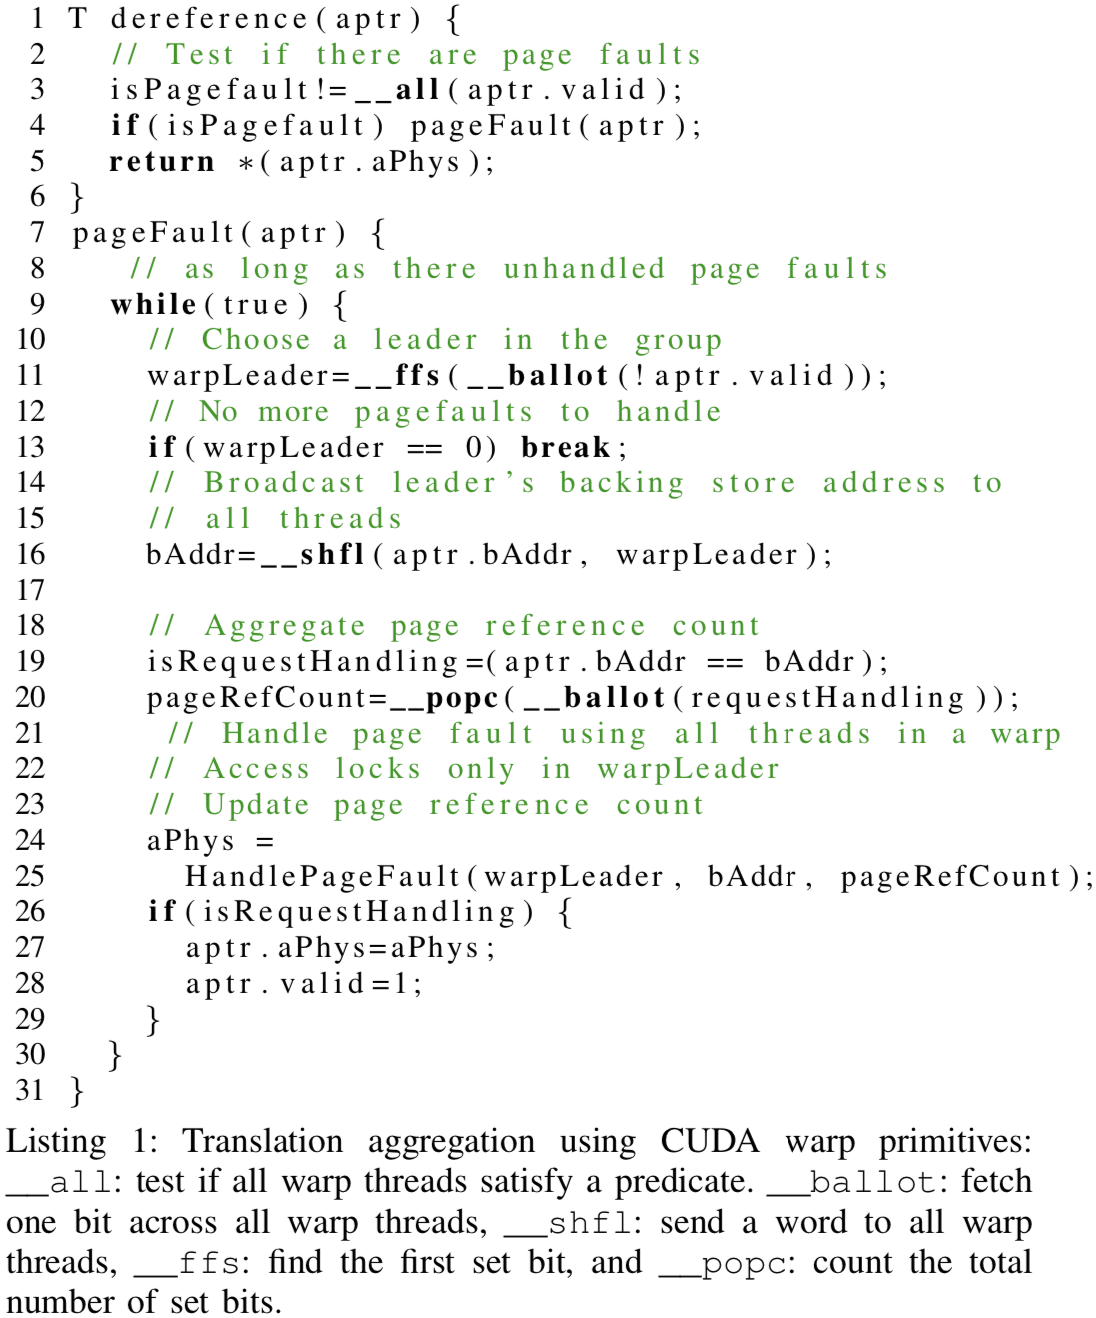 1 T dereference(aptr) {
2 // Test if there are page faults
3 isPagefault!=__all(aptr.valid);
4 if(isPagefault) pageFault(aptr);
5 return *(aptr.aPhys);
6 }
7 pageFault(aptr) {
8 // as long as there unhandled page faults
9 while(true) {
10 // Choose a leader in the group
11 warpLeader=__ffs(__ballot(!aptr.valid));
12 // No more pagefaults to handle
13 if(warpLeader == 0) break;
14 // Broadcast leader's backing store address to
15 // all threads
16 bAddr=__shfl(aptr.bAddr, warpLeader);
17
18 // Aggregate page reference count
19 isRequestHandling=(aptr.bAddr == bAddr);
20 pageRefCount=__popc(__ballot(requestHandling));
21 // Handle page fault using all threads in a warp
22 // Access locks only in warpLeader
23 // Update page reference count
24 aPhys =
25 HandlePageFault(warpLeader, bAddr, pageRefCount);
26 if(isRequestHandling) {
27 aptr.aPhys=aPhys;
28 aptr.valid=1;
29 }
30 }
31 }
Listing 1: Translation aggregation using CUDA warp primitives:
__all: test if all warp threads satisfy a predicate. __ballot: fetch
one bit across all warp threads, __shfl: send a word to all warp
threads, __ffs: find the first set bit, and __popc: count the total
number of set bits.